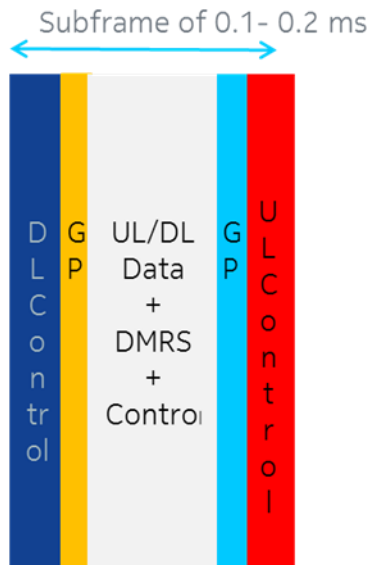 Subframe of 0.1- 0.2 ms
D
L
C
o
n
tr
ol
G
P
UL/DL
Data
+
DMRS
+
Control
G
P
U
L
C
o
n
t
r
o
l